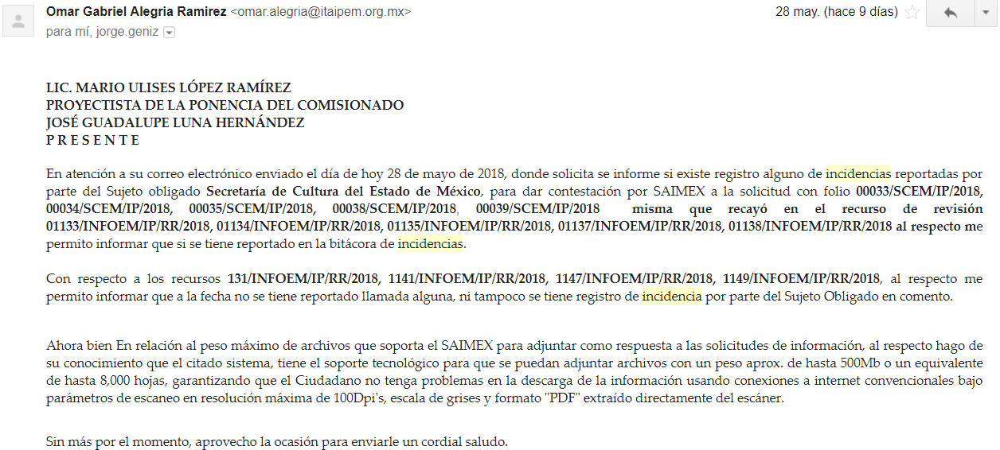 Omar Gabriel Alegria Ramirez <omar.alegria@itaipem.org.mx>
28 may. (hace 9 días)
para mí, jorge.geniz
LIC. MARIO ULISES LÓPEZ RAMÍREZ
PROYECTISTA DE LA PONENCIA DEL COMISIONADO
JOSÉ GUADALUPE LUNA HERNÁNDEZ
P R E S E N T E
En atención a su correo electrónico enviado el día de hoy 28 de mayo de 2018, donde solicita se informe si existe registro alguno de incidencias reportadas por
parte del Sujeto obligado Secretaría de Cultura del Estado de México, para dar contestación por SAIMEX a la solicitud con folio 00033/SCEM/IP/2018,
00034/SCEM/IP/2018, 00035/SCEM/IP/2018, 00038/SCEM/IP/2018, 00039/SCEM/IP/2018 misma que recayó en el recurso de revisión
01133/INFOEM/IP/RR/2018, 01134/INFOEM/IP/RR/2018, 01135/INFOEM/IP/RR/2018, 01137/INFOEM/IP/RR/2018, 01138/INFOEM/IP/RR/2018 al respecto me
permito informar que si se tiene reportado en la bitácora de incidencias.
Con respecto a los recursos 131/INFOEM/IP/RR/2018, 1141/INFOEM/IP/RR/2018, 1147/INFOEM/IP/RR/2018, 1149/INFOEM/IP/RR/2018, al respecto me
permito informar que a la fecha no se tiene reportado llamada alguna, ni tampoco se tiene registro de incidencia por parte del Sujeto Obligado en comento.
Ahora bien En relación al peso máximo de archivos que soporta el SAIMEX para adjuntar como respuesta a las solicitudes de información, al respecto hago de
su conocimiento que el citado sistema, tiene el soporte tecnológico para que se puedan adjuntar archivos con un peso aprox. de hasta 500Mb o un equivalente
de hasta 8,000 hojas, garantizando que el Ciudadano no tenga problemas en la descarga de la información usando conexiones a internet convencionales bajo
parámetros de escaneo en resolución máxima de 100Dpi's, escala de grises y formato "PDF" extraído directamente del escáner.
Sin más por el momento, aprovecho la ocasión para enviarle un cordial saludo.